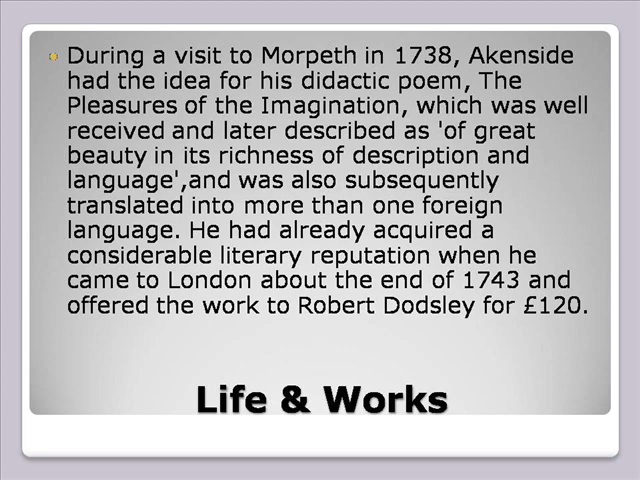 During a visit to Morpeth in 1738, Akenside
had the idea for his didactic poem, The
Pleasures of the Imagination, which was well
received and later described as 'of great
beauty in its richness of description and
language',and was also subsequently
translated into more than one foreign
language. He had already acquired a
considerable literary reputation when he
came to London about the end of 1743 and
offered the work to Robert Dodsley for £120.
Life & Works